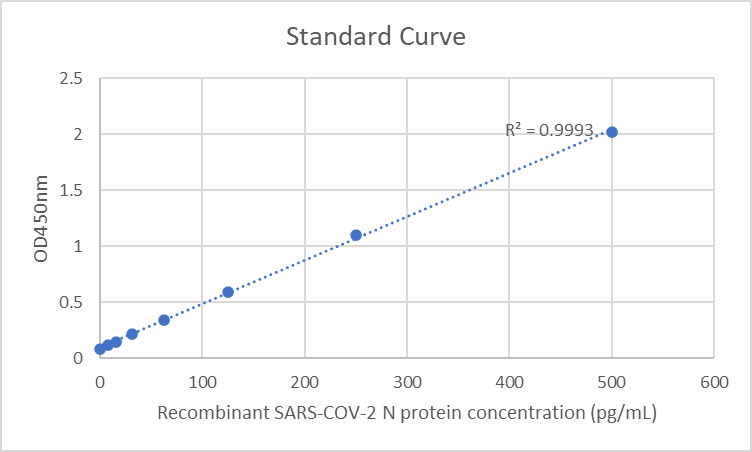 Standard Curve
2.5
2
1.5
1
0.5
0
R² = 0.9993
OD450nm
0 100 200 300 400 500 600
Recombinant SARS-COV-2 N protein concentration (pg/mL)